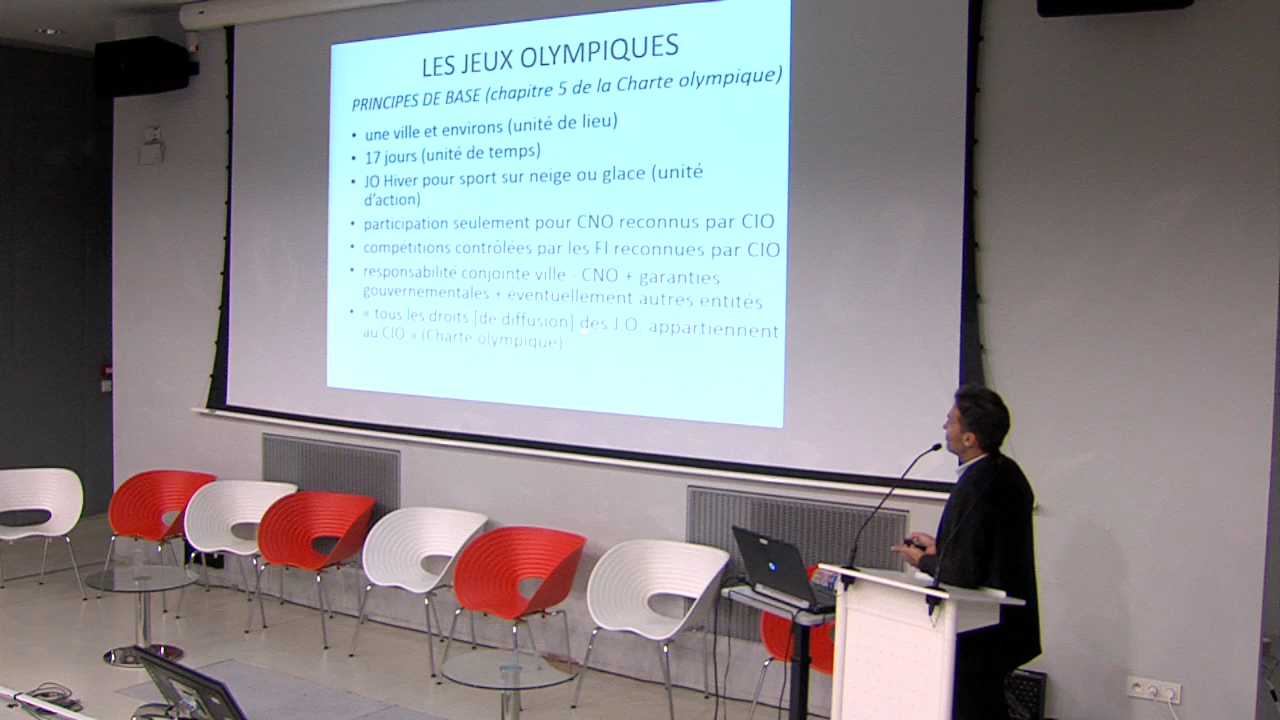 LES JEUX OLYMPIQUES
PRINCIPES DE BASE (chapitre 5 de la Charte olympique)
• une ville et environs (unité de lieu)
• 17 jours (unité de temps)
• JO Hiver pour sport sur neige ou glace (unité
d'action)
• participation seulement pour CNO reconnus par CIO
• compétitions contrôlées par les FI reconnues par CIO
• responsabilité conjointe ville - CNO + garanties
gouvernementales + éventuellement autres entités
• « tous les droits [de diffusion] des J.O. appartiennent
au CIO » (Charte olympique)